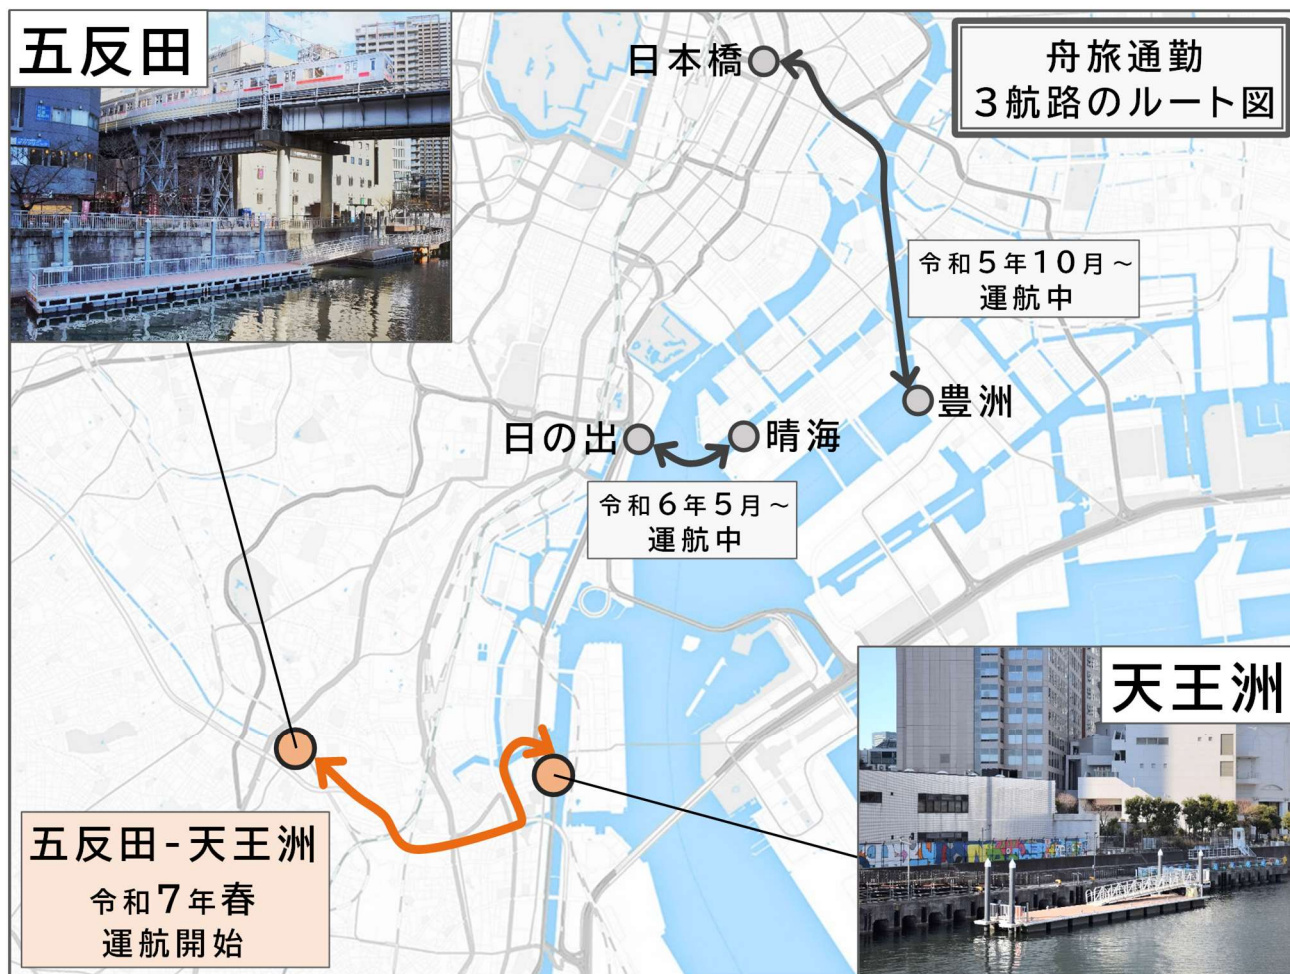 五反田
舟旅通勤
3航路のルート図
日本橋
令和5年10月～
運航中
豊洲
日の出
晴海
令和6年5月～
運航中
天王洲
五反田-天王洲
令和7年春
運航開始